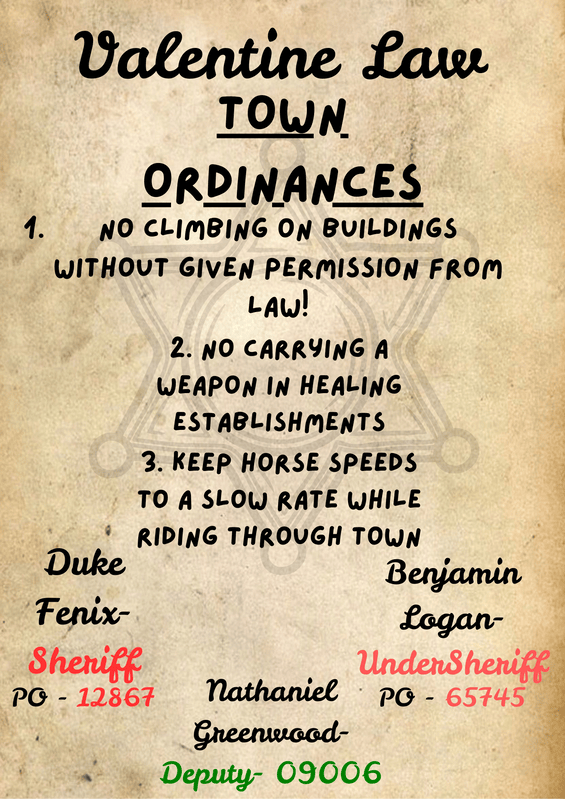 Valentine Law
TOWN
ORDINANCES
1. NO CLIMBING ON BUILDINGS
WITHOUT GIVEN PERMISSION FROM
LAW!
2. NO CARRYING A
WEAPON IN HEALING
ESTABLISHMENTS
3. KEEP HORSE SPEEDS
TO A SLOW RATE WHILE
RIDING THROUGH TOWN
Duke
Fenix-
Sheriff
PO - 12867
Benjamin
Logan-
UnderSheriff
PO - 65745
Nathaniel
Greenwood-
Deputy- 09006